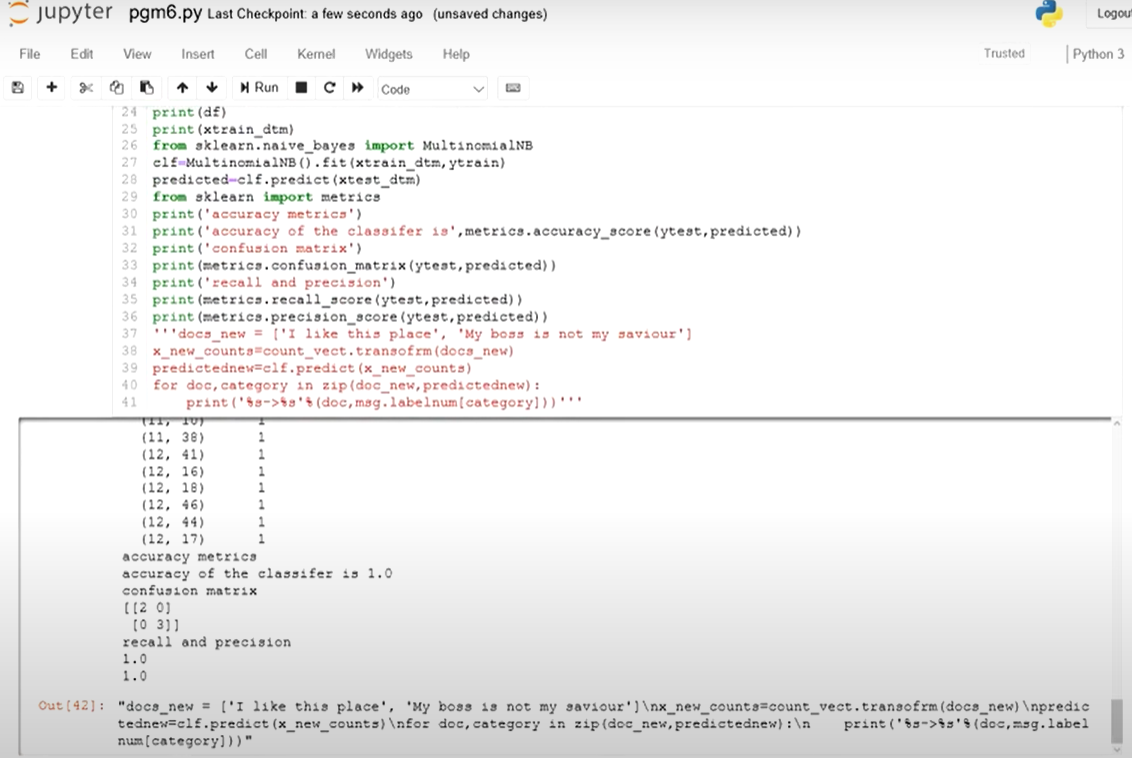 jupyter pgm6.py Last Checkpoint: a few seconds ago (unsaved changes) Logou
File Edit View Insert Cell Kernel Widgets Help Trusted Python 3
Run Code
24 print(df)
25 print(xtrain_dtm)
26 from sklearn.naive_bayes import MultinomialNB
27 clf=MultinomialNB().fit(xtrain_dtm,ytrain)
28 predicted=clf.predict(xtest_dtm)
29 from sklearn import metrics
30 print('accuracy metrics')
31 print('accuracy of the classifer is',metrics.accuracy_score(ytest,predicted))
32 print('confusion matrix')
33 print(metrics.confusion_matrix(ytest,predicted))
34 print('recall and precision')
35 print(metrics.recall_score(ytest,predicted))
36 print(metrics.precision_score(ytest,predicted))
37 '''docs_new = ['I like this place', 'My boss is not my saviour']
38 x_new_counts=count_vect.transofrm(docs_new)
39 predictednew=clf.predict(x_new_counts)
40 for doc,category in zip(doc_new,predictednew):
41     print('%s->%s'%(doc,msg.labelnum[category]))'''
(11, 10) 1
(11, 38) 1
(12, 41) 1
(12, 16) 1
(12, 18) 1
(12, 46) 1
(12, 44) 1
(12, 17) 1
accuracy metrics
accuracy of the classifer is 1.0
confusion matrix
[[2 0]
 [0 3]]
recall and precision
1.0
1.0
Out[42]: "docs_new = ['I like this place', 'My boss is not my saviour']\nx_new_counts=count_vect.transofrm(docs_new)\npredic
tednew=clf.predict(x_new_counts)\nfor doc,category in zip(doc_new,predictednew):\n    print('%s->%s'%(doc,msg.label
num[category]))"